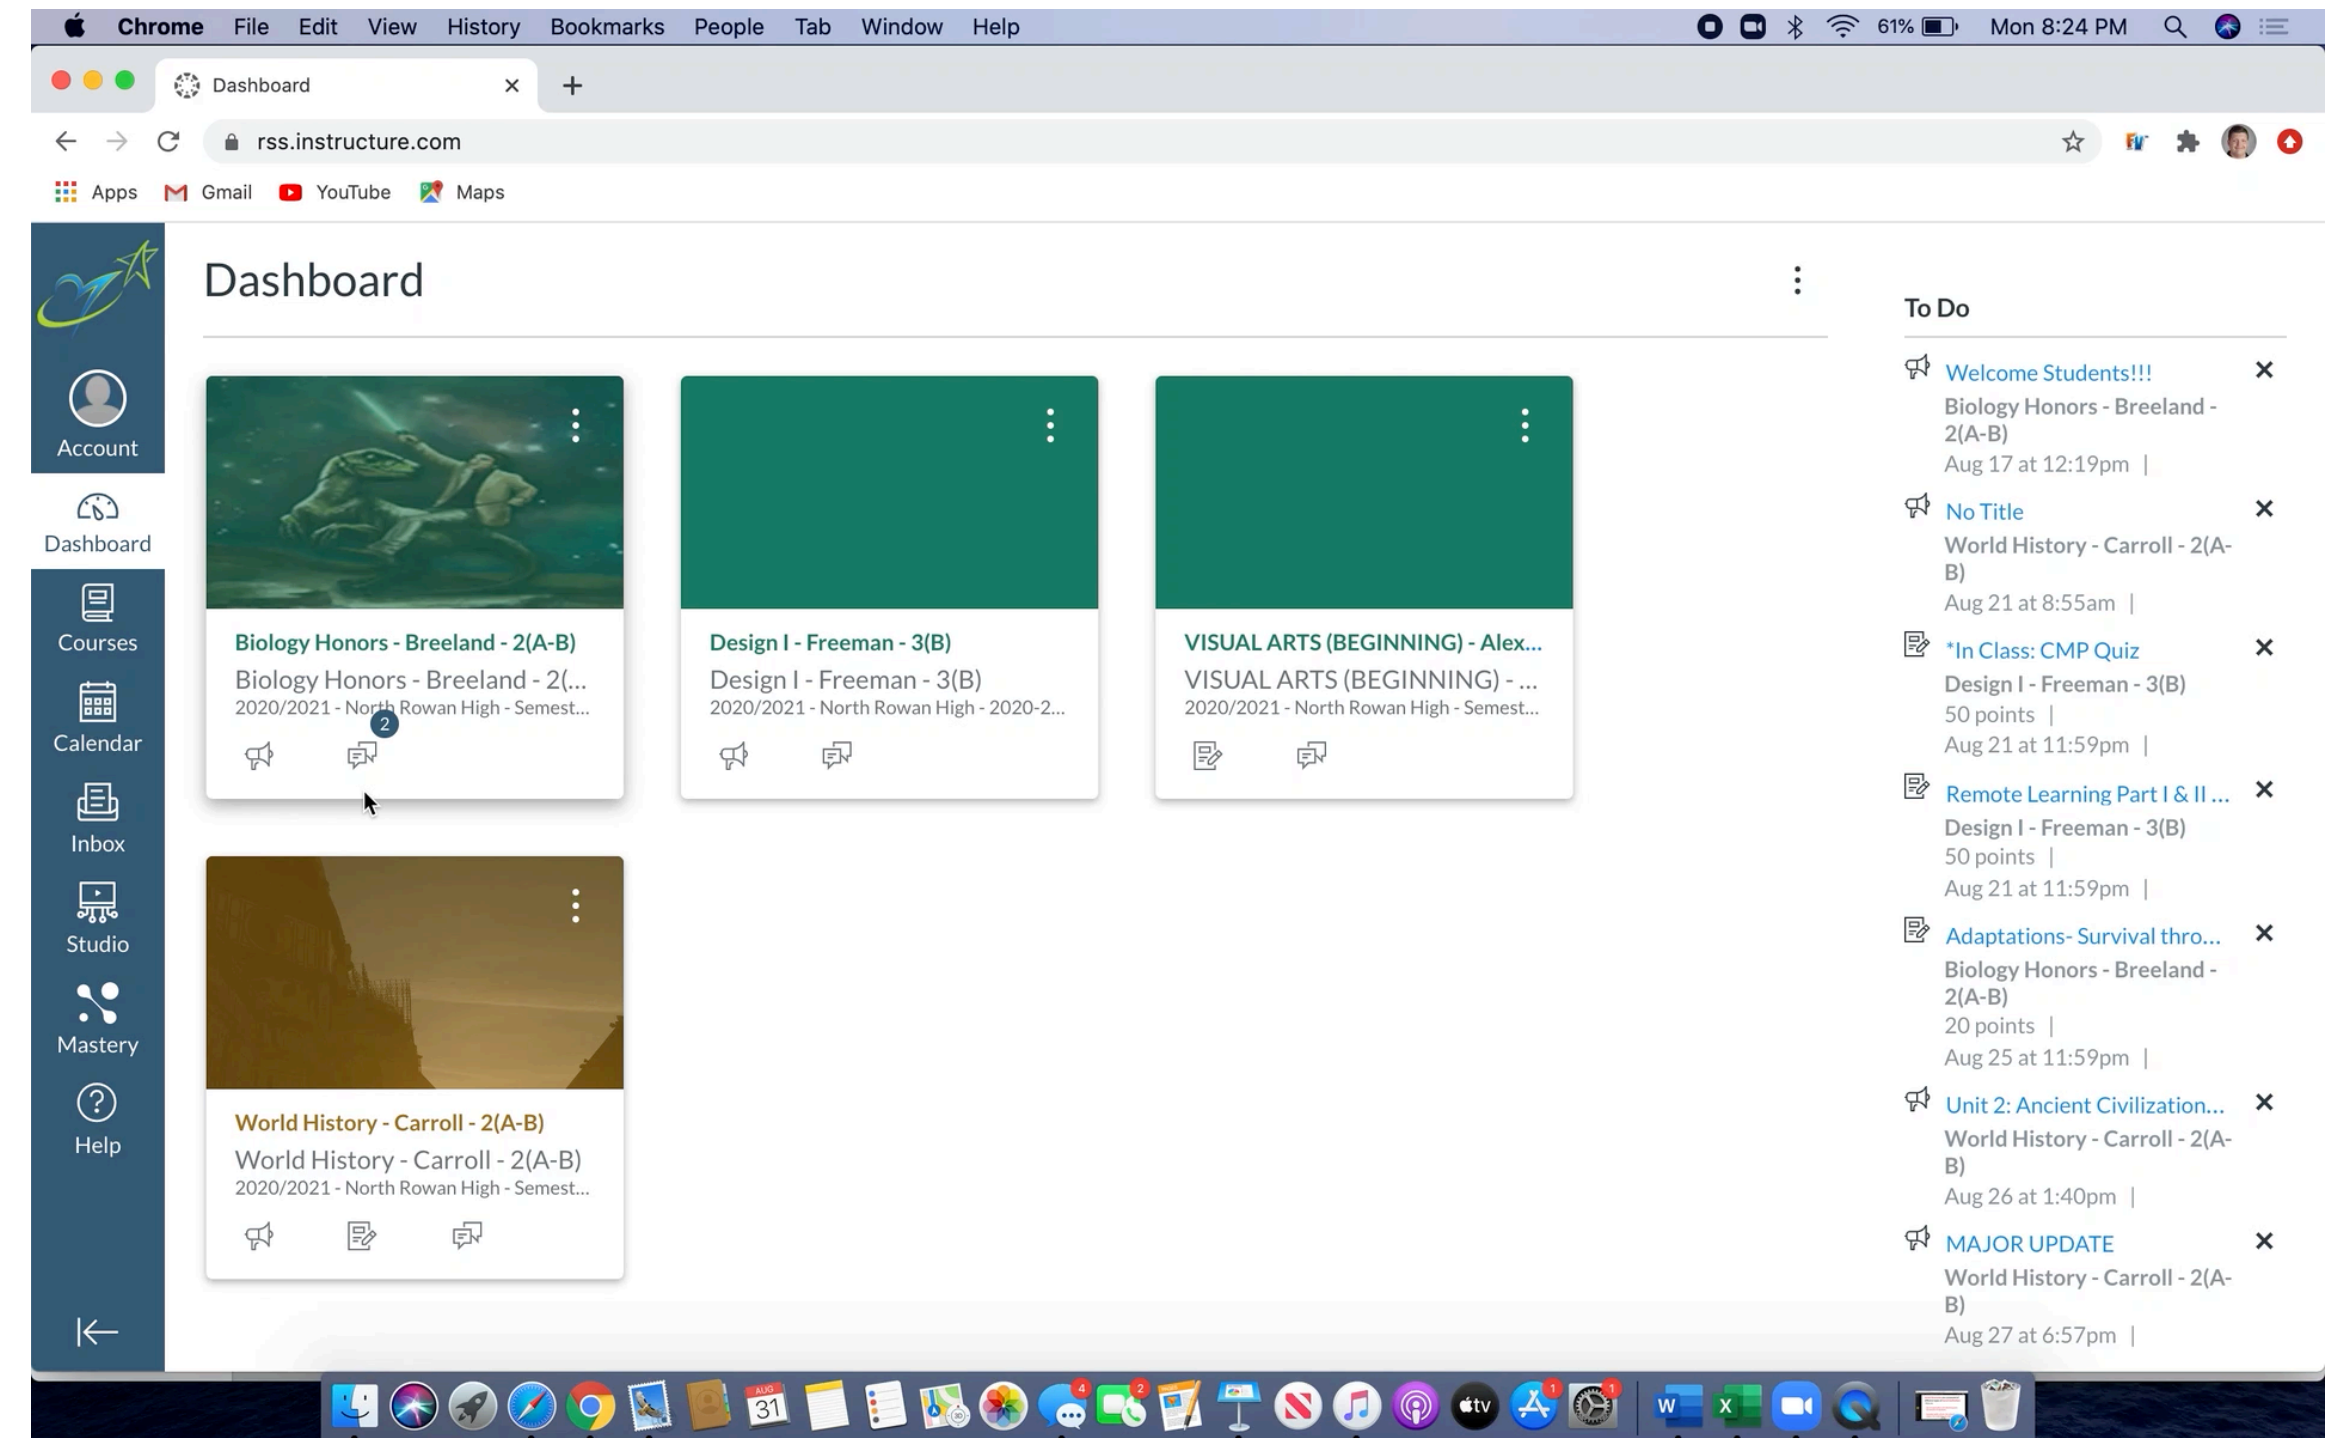 Chrome File Edit View History Bookmarks People Tab Window Help 61% Mon 8:24 PM
Dashboard
rss.instructure.com
Apps Gmail YouTube Maps
Account
Dashboard
Courses
Calendar
Inbox
Studio
Mastery
Help
Dashboard
Biology Honors - Breeland - 2(A-B)
Biology Honors - Breeland - 2(...
2020/2021 - North Rowan High - Semest...
2
Design I - Freeman - 3(B)
Design I - Freeman - 3(B)
2020/2021 - North Rowan High - 2020-2...
VISUAL ARTS (BEGINNING) - Alex...
VISUAL ARTS (BEGINNING) - ...
2020/2021 - North Rowan High - Semest...
World History - Carroll - 2(A-B)
World History - Carroll - 2(A-B)
2020/2021 - North Rowan High - Semest...
To Do
Welcome Students!!!
Biology Honors - Breeland -
2(A-B)
Aug 17 at 12:19pm |
No Title
World History - Carroll - 2(A-
B)
Aug 21 at 8:55am |
*In Class: CMP Quiz
Design I - Freeman - 3(B)
50 points |
Aug 21 at 11:59pm |
Remote Learning Part I & II ...
Design I - Freeman - 3(B)
50 points |
Aug 21 at 11:59pm |
Adaptations- Survival thro...
Biology Honors - Breeland -
2(A-B)
20 points |
Aug 25 at 11:59pm |
Unit 2: Ancient Civilization...
World History - Carroll - 2(A-
B)
Aug 26 at 1:40pm |
MAJOR UPDATE
World History - Carroll - 2(A-
B)
Aug 27 at 6:57pm |
AUG
31
4
2
tv
1
1
W
X